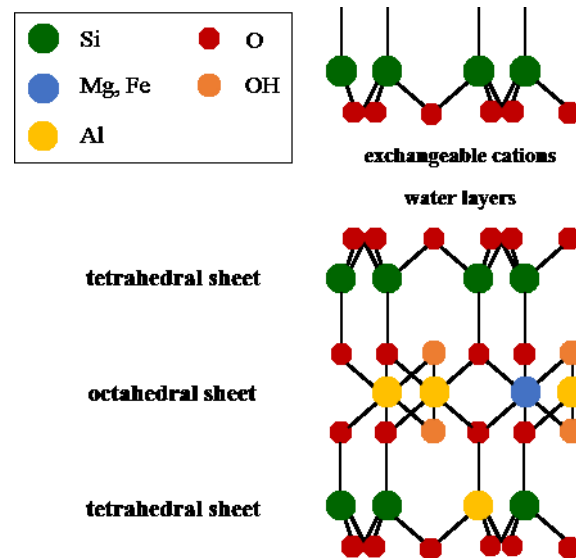 Si
O
Mg, Fe
OH
Al
exchangeable cations
water layers
tetrahedral sheet
octahedral sheet
tetrahedral sheet